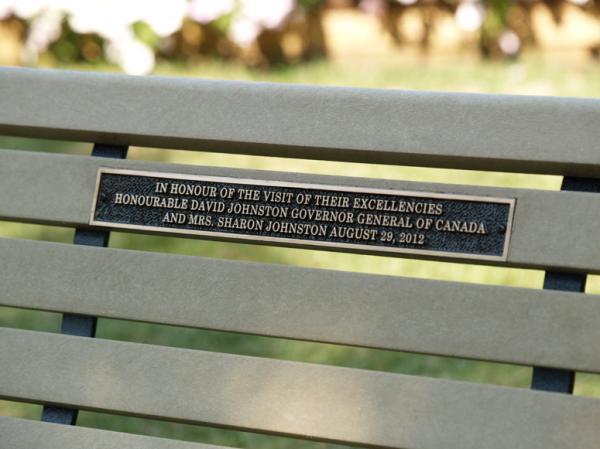 IN HONOUR OF THE VISIT OF THEIR EXCELLENCIES
HONOURABLE DAVID JOHNSTON GOVERNOR GENERAL OF CANADA
AND MRS. SHARON JOHNSTON AUGUST 29, 2012